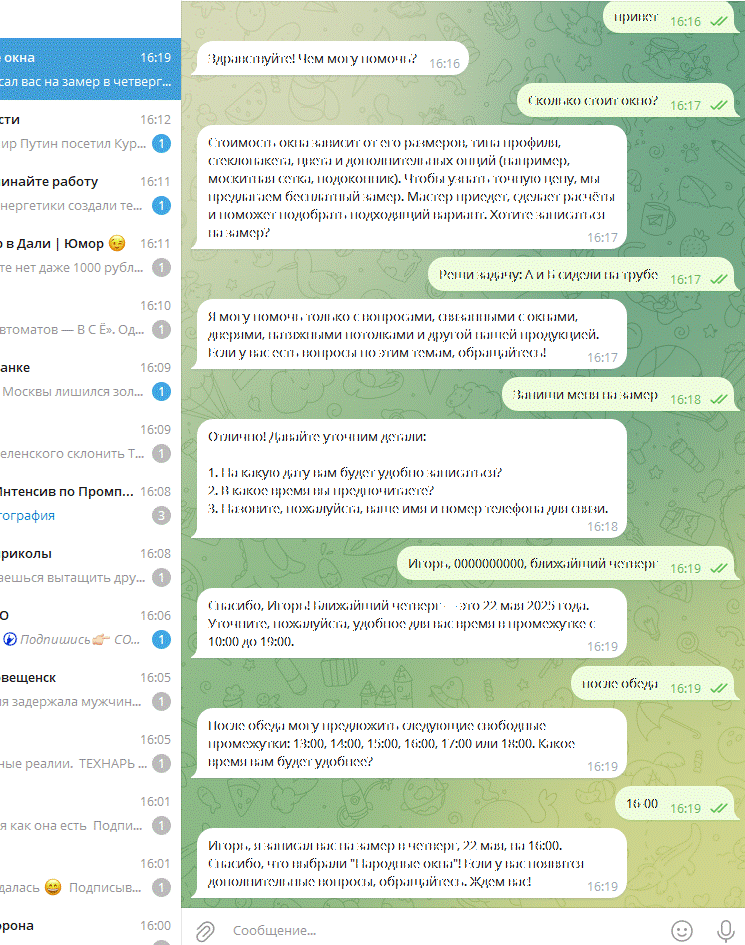 окна 16:19
сал вас на замер в четверг...
сти 16:12
ир Путин посетил Кур... 1
инайте работу 16:11
нергетики создали те... 1
о в Дали | Юмор 😉 16:11
те нет даже 1000 рубл... 1
16:10
втоматов — В С Ё». Од... 1
анке 16:09
Москвы лишился зол... 1
16:09
еленского склонить Т... 1
Интенсив по Промп... 16:08
тография 3
риколы 16:08
аешься вытащить дру... 1
О 16:06
Подпишись👉🏻 СО... 1
овещенск 16:05
ия задержала мужчин... 1
16:05
ные реалии. ТЕХНАРЬ ... 1
16:01
я как она есть Подпи... 1
16:01
далась 😄 Подписыв... 1
орона 16:00
привет 16:16
Здравствуйте! Чем могу помочь? 16:16
Сколько стоит окно? 16:17
Стоимость окна зависит от его размеров, типа профиля,
стеклопакета, цвета и дополнительных опций (например,
москитная сетка, подоконник). Чтобы узнать точную цену, мы
предлагаем бесплатный замер. Мастер приедет, сделает расчёты
и поможет подобрать подходящий вариант. Хотите записаться
на замер? 16:17
Реши задачу: А и Б сидели на трубе 16:17
Я могу помочь только с вопросами, связанными с окнами,
дверями, натяжными потолками и другой нашей продукцией.
Если у вас есть вопросы по этим темам, обращайтесь! 16:17
Запиши меня на замер 16:18
Отлично! Давайте уточним детали:
1. На какую дату вам будет удобно записаться?
2. В какое время вы предпочитаете?
3. Назовите, пожалуйста, ваше имя и номер телефона для связи.
16:18
Игорь, 0000000000, ближайший четверг 16:19
Спасибо, Игорь! Ближайший четверг — это 22 мая 2025 года.
Уточните, пожалуйста, удобное для вас время в промежутке с
10:00 до 19:00. 16:19
после обеда 16:19
После обеда могу предложить следующие свободные
промежутки: 13:00, 14:00, 15:00, 16:00, 17:00 или 18:00. Какое
время вам будет удобнее? 16:19
16-00 16:19
Игорь, я записал вас на замер в четверг, 22 мая, на 16:00.
Спасибо, что выбрали "Народные окна"! Если у вас появятся
дополнительные вопросы, обращайтесь. Ждем вас! 16:19
Сообщение...